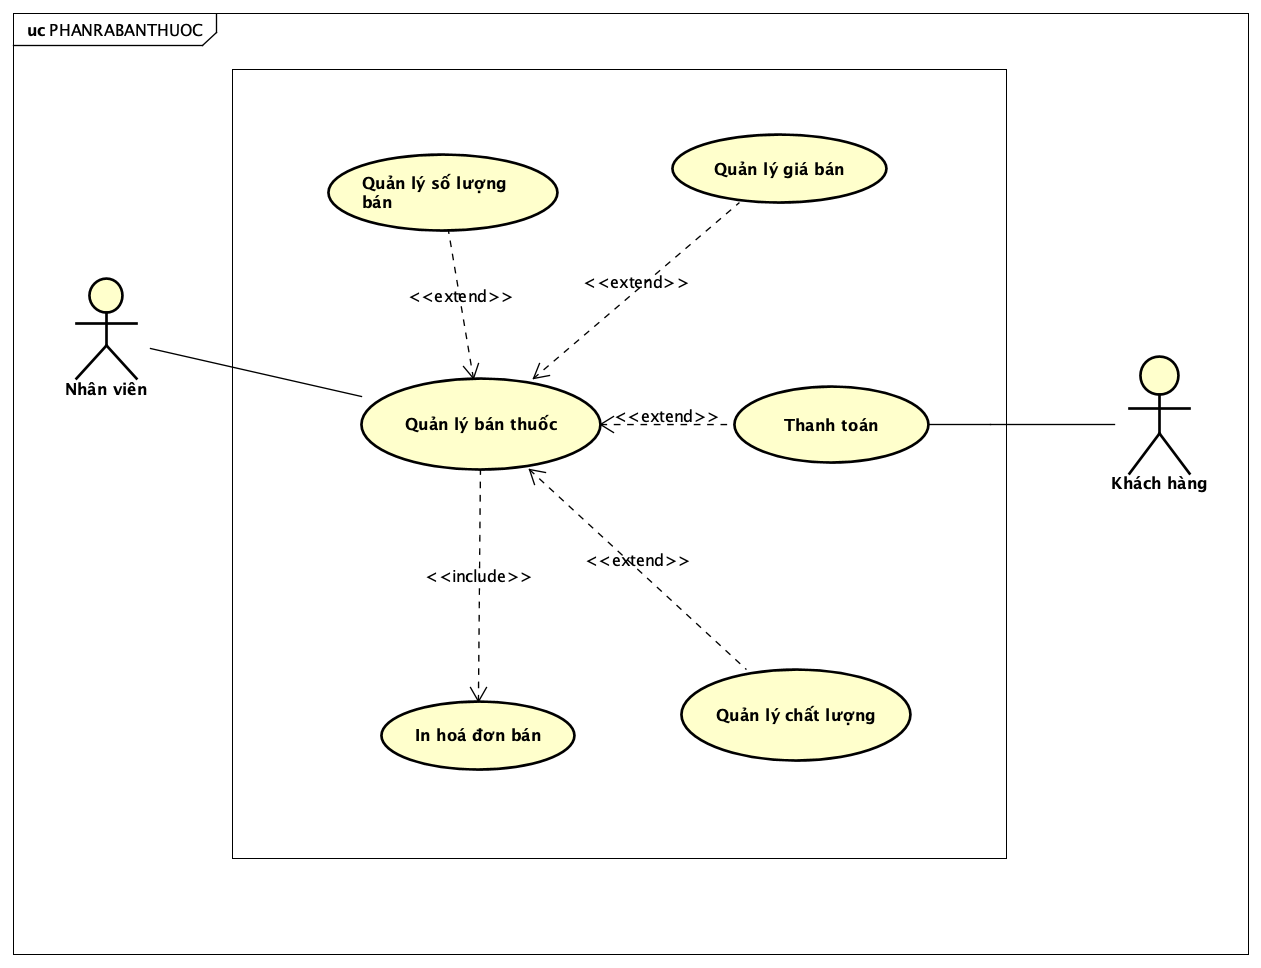 uc PHANRABANTHUOC
Quản lý số lượng
bán
Quản lý giá bán
<<extend>>
<<extend>>
Nhân viên
Quản lý bán thuốc
<<extend>>
Thanh toán
Khách hàng
<<include>>
<<extend>>
In hoá đơn bán
Quản lý chất lượng